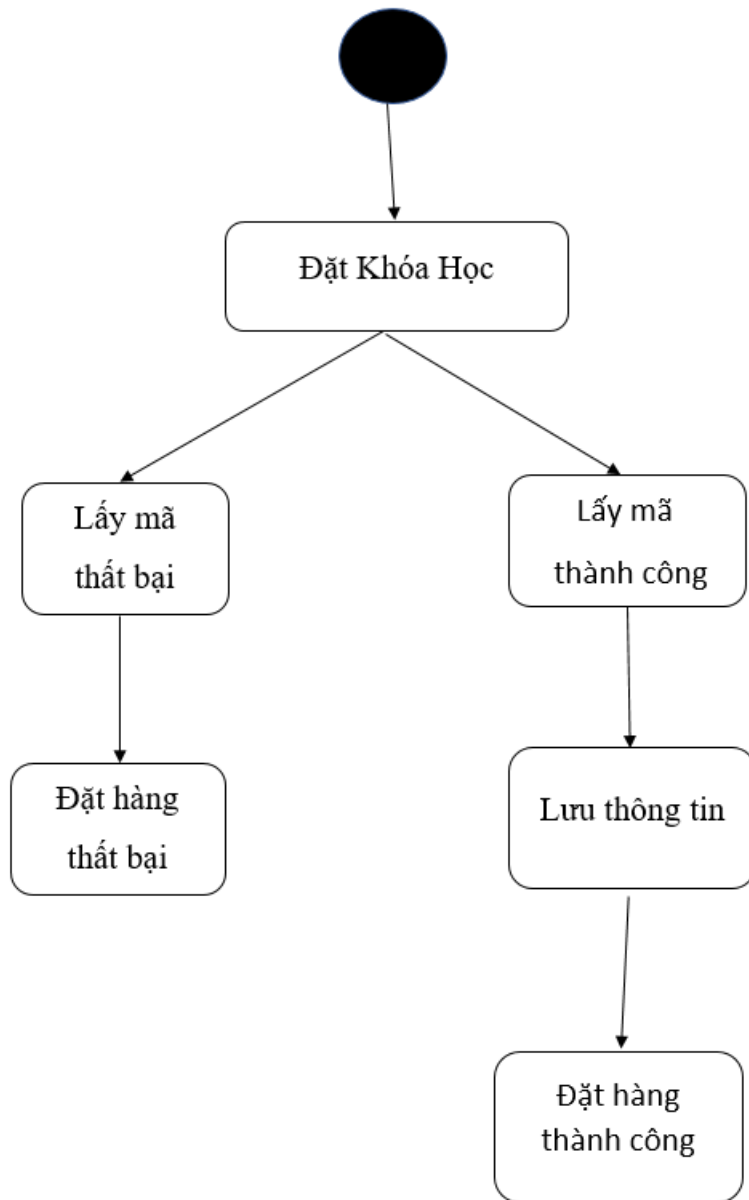 Đặt Khóa Học
Lấy mã
thất bại
Lấy mã
thành công
Đặt hàng
thất bại
Lưu thông tin
Đặt hàng
thành công